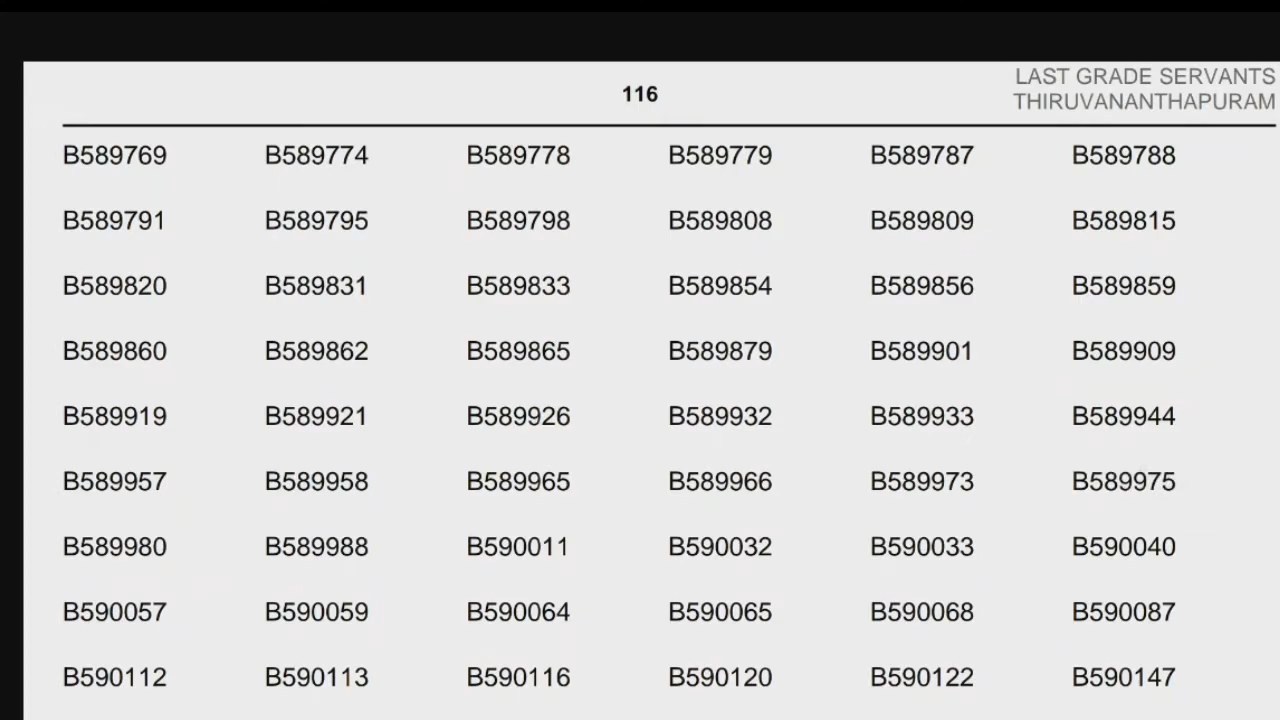 116
LAST GRADE SERVANTS
THIRUVANANTHAPURAM
B589769 B589774 B589778 B589779 B589787 B589788
B589791 B589795 B589798 B589808 B589809 B589815
B589820 B589831 B589833 B589854 B589856 B589859
B589860 B589862 B589865 B589879 B589901 B589909
B589919 B589921 B589926 B589932 B589933 B589944
B589957 B589958 B589965 B589966 B589973 B589975
B589980 B589988 B590011 B590032 B590033 B590040
B590057 B590059 B590064 B590065 B590068 B590087
B590112 B590113 B590116 B590120 B590122 B590147